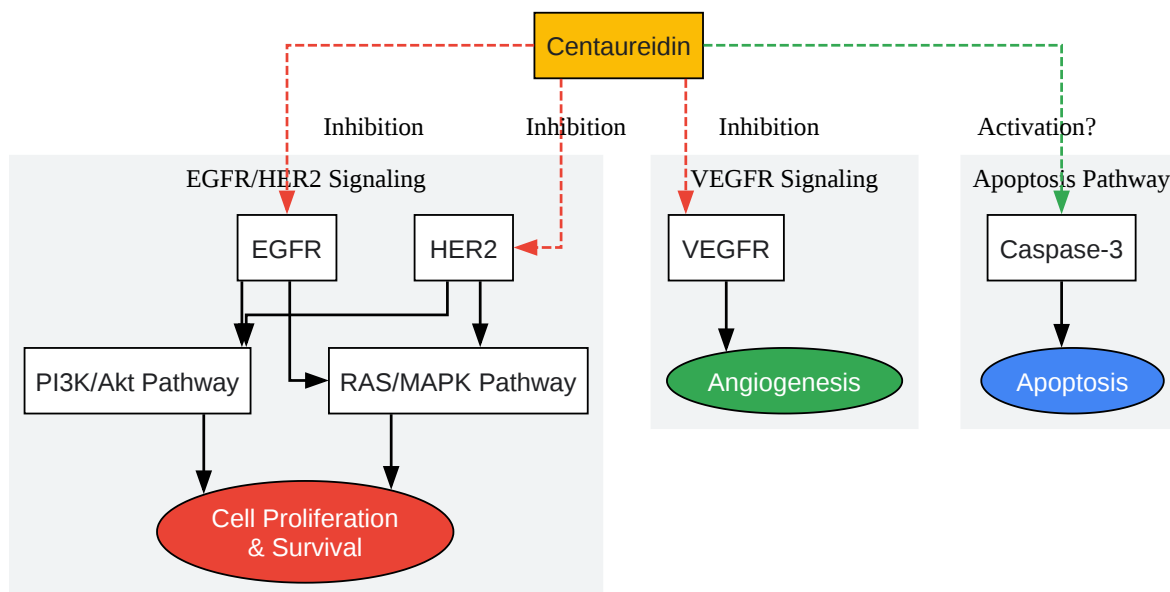 Centaureidin
Inhibition
Inhibition
Inhibition
Activation?
EGFR/HER2 Signaling
VEGFR Signaling
Apoptosis Pathway
EGFR
HER2
VEGFR
Caspase-3
PI3K/Akt Pathway
RAS/MAPK Pathway
Angiogenesis
Apoptosis
Cell Proliferation
& Survival